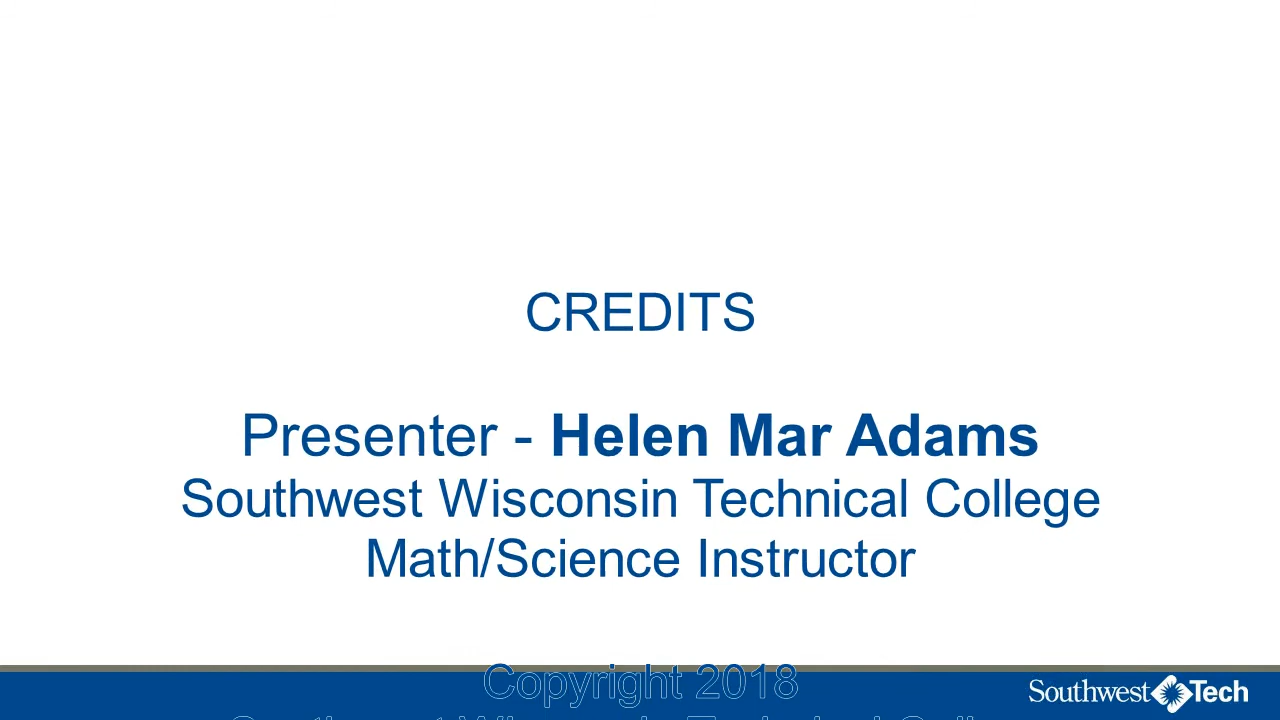 CREDITS
Presenter - Helen Mar Adams
Southwest Wisconsin Technical College
Math/Science Instructor
Copyright 2018
Southwest Tech